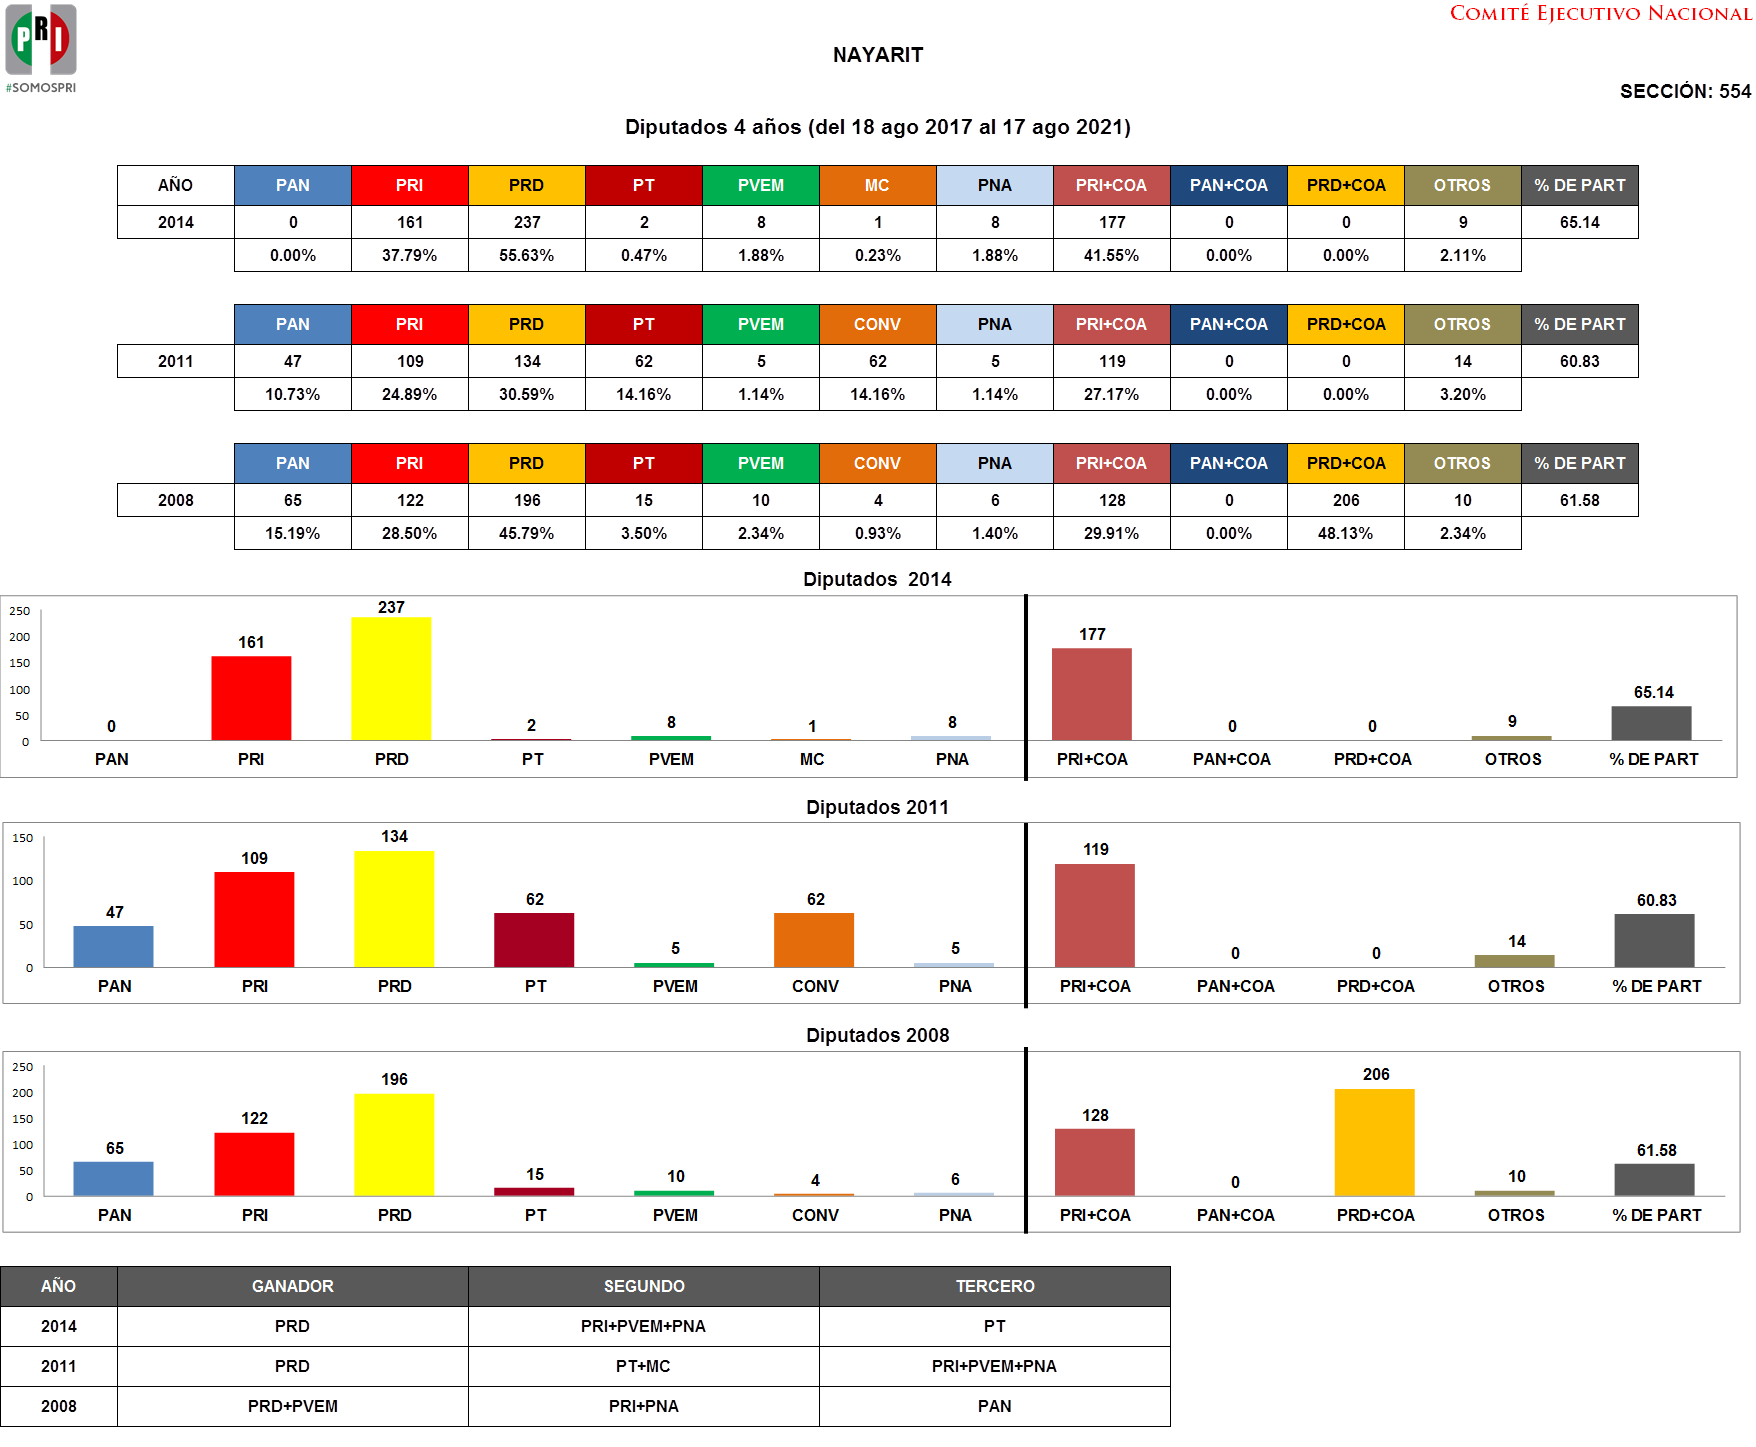 PRI
#SOMOSPRI
COMITÉ EJECUTIVO NACIONAL
NAYARIT
SECCIÓN: 554
Diputados 4 años (del 18 ago 2017 al 17 ago 2021)
AÑO PAN PRI PRD PT PVEM MC PNA PRI+COA PAN+COA PRD+COA OTROS % DE PART
2014 0 161 237 2 8 1 8 177 0 0 9 65.14
0.00% 37.79% 55.63% 0.47% 1.88% 0.23% 1.88% 41.55% 0.00% 0.00% 2.11%
PAN PRI PRD PT PVEM CONV PNA PRI+COA PAN+COA PRD+COA OTROS % DE PART
2011 47 109 134 62 5 62 5 119 0 0 14 60.83
10.73% 24.89% 30.59% 14.16% 1.14% 14.16% 1.14% 27.17% 0.00% 0.00% 3.20%
PAN PRI PRD PT PVEM CONV PNA PRI+COA PAN+COA PRD+COA OTROS % DE PART
2008 65 122 196 15 10 4 6 128 0 206 10 61.58
15.19% 28.50% 45.79% 3.50% 2.34% 0.93% 1.40% 29.91% 0.00% 48.13% 2.34%
Diputados 2014
250
200
150
100
50
0
0 161 237 2 8 1 8 177 0 0 9 65.14
PAN PRI PRD PT PVEM MC PNA PRI+COA PAN+COA PRD+COA OTROS % DE PART
Diputados 2011
150
100
50
0
47 109 134 62 5 62 5 119 0 0 14 60.83
PAN PRI PRD PT PVEM CONV PNA PRI+COA PAN+COA PRD+COA OTROS % DE PART
Diputados 2008
250
200
150
100
50
0
65 122 196 15 10 4 6 128 0 206 10 61.58
PAN PRI PRD PT PVEM CONV PNA PRI+COA PAN+COA PRD+COA OTROS % DE PART
AÑO GANADOR SEGUNDO TERCERO
2014 PRD PRI+PVEM+PNA PT
2011 PRD PT+MC PRI+PVEM+PNA
2008 PRD+PVEM PRI+PNA PAN